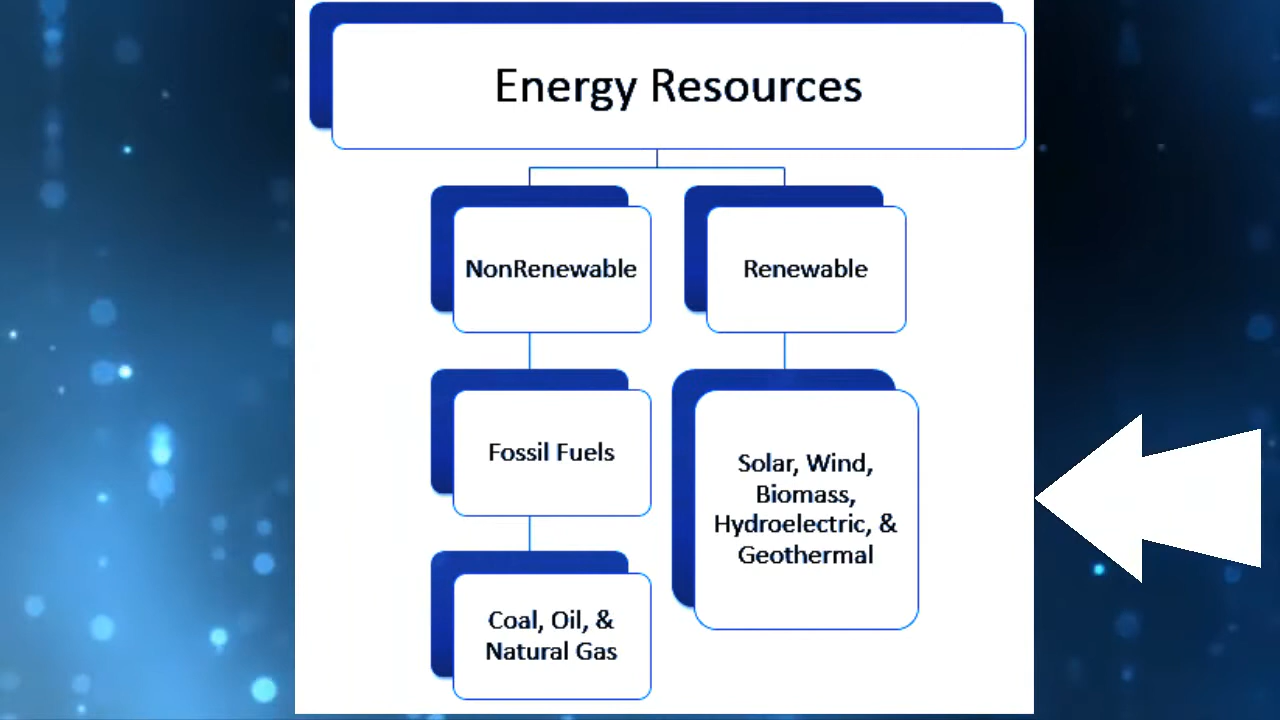 Energy Resources
NonRenewable
Renewable
Fossil Fuels
Solar, Wind,
Biomass,
Hydroelectric, &
Geothermal
Coal, Oil, &
Natural Gas